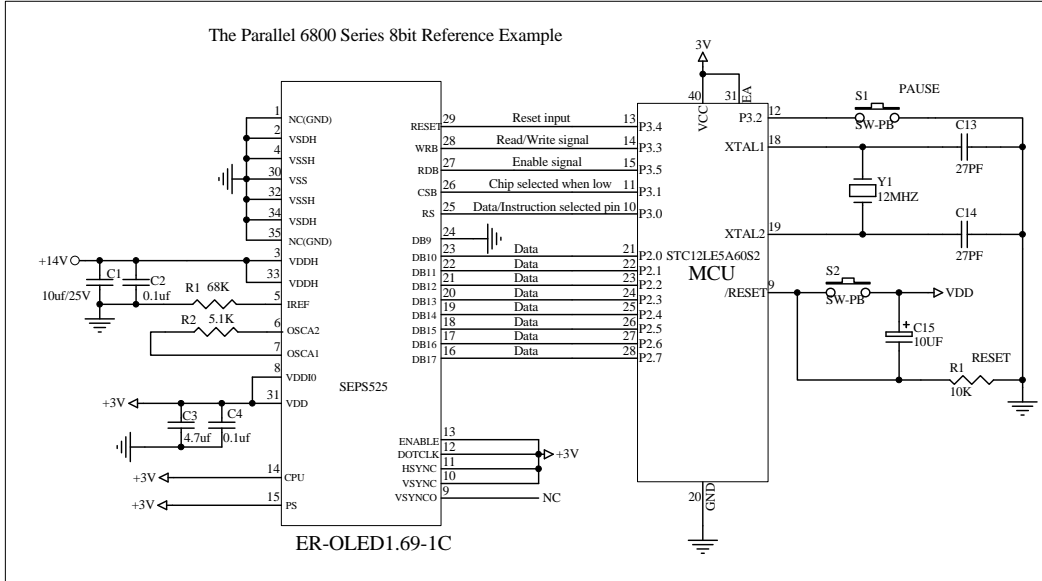 The Parallel 6800 Series 8bit Reference Example
1 NC(GND)
2 VSDH
4 VSSH
30 VSS
32 VSSH
34 VSDH
35 NC(GND)
+14V 3 VDDH
33 VDDH
C1 10uf/25V
C2 0.1uf
R1 68K 5 IREF
R2 5.1K 6 OSCA2
7 OSCA1
8 VDDI0
+3V 31 VDD
C3 4.7uf
C4 0.1uf
+3V 14 CPU
+3V 15 PS
SEPS525
ER-OLED1.69-1C
RESET 29 Reset input 13 P3.4
WRB 28 Read/Write signal 14 P3.3
RDB 27 Enable signal 15 P3.5
CSB 26 Chip selected when low 11 P3.1
RS 25 Data/Instruction selected pin 10 P3.0
DB9 24
DB10 23 Data 21 P2.0
DB11 22 Data 22 P2.1
DB12 21 Data 23 P2.2
DB13 20 Data 24 P2.3
DB14 19 Data 25 P2.4
DB15 18 Data 26 P2.5
DB16 17 Data 27 P2.6
DB17 16 Data 28 P2.7
ENABLE 13
DOTCLK 12 +3V
HSYNC 11
VSYNC 10
VSYNCO 9 NC
3V
40 VCC
31 EA
STC12LE5A60S2
MCU
20 GND
P3.2 12
S1 PAUSE
SW-PB
XTAL1 18
C13
27PF
Y1
12MHZ
XTAL2 19
C14
27PF
/RESET 9
S2
SW-PB
VDD
+
C15
10UF
R1 RESET
10K